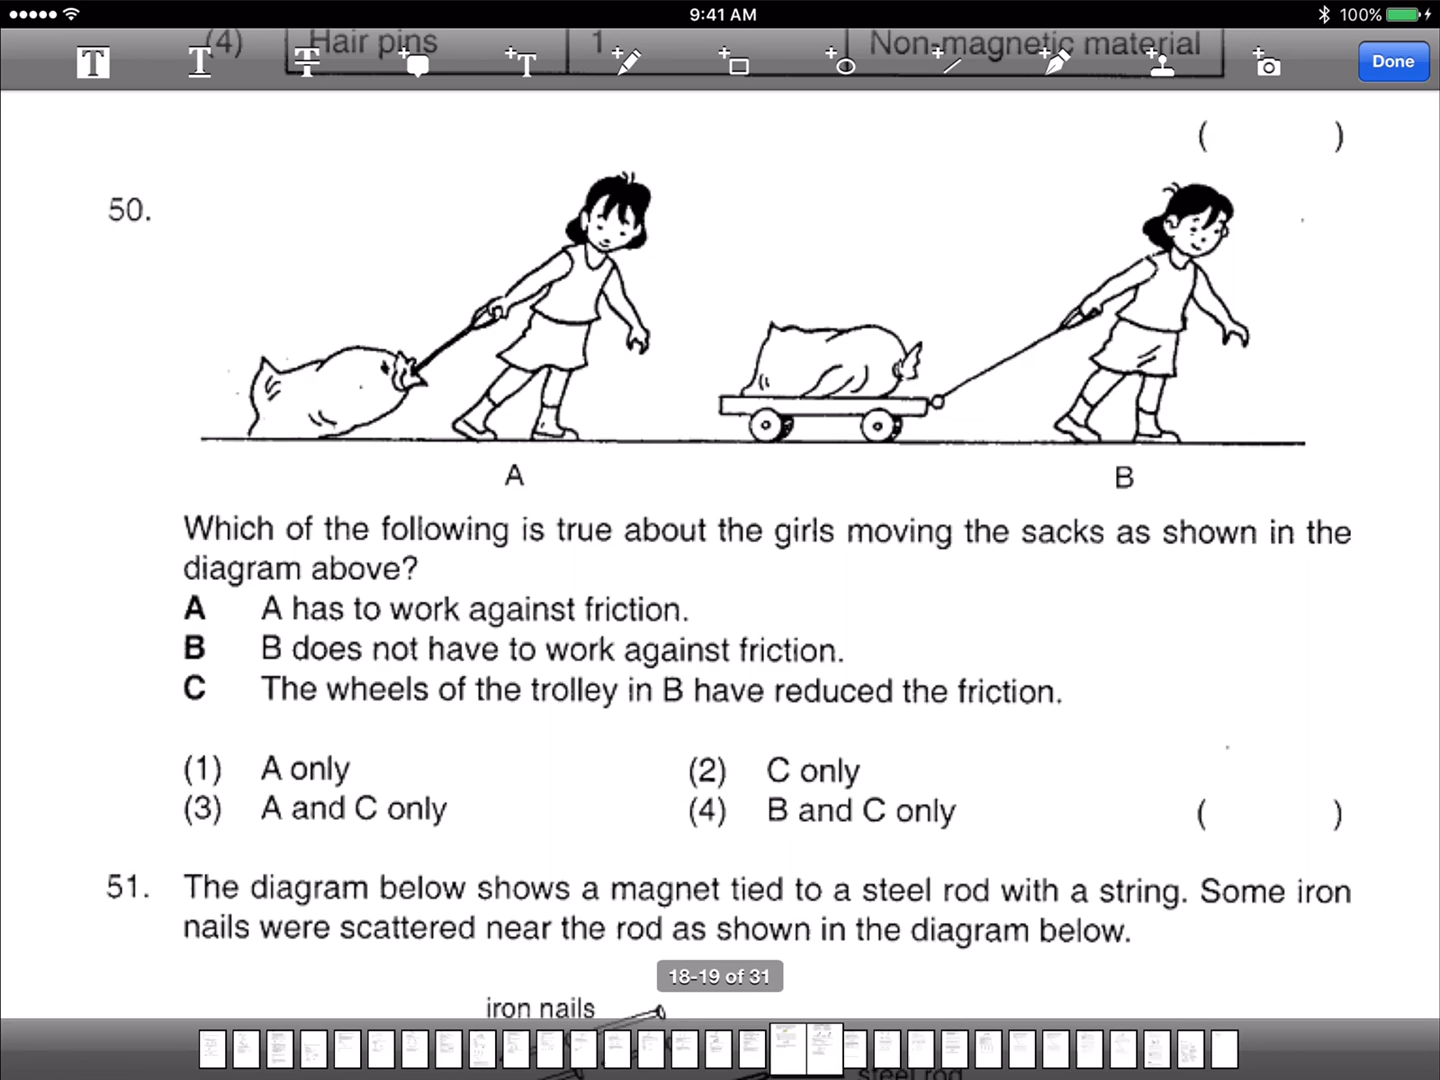 9:41 AM
100%
(4) Hair pins 1 Non-magnetic material
T T T T
Done
( )
50.
A B
Which of the following is true about the girls moving the sacks as shown in the
diagram above?
A A has to work against friction.
B B does not have to work against friction.
C The wheels of the trolley in B have reduced the friction.
(1) A only (2) C only
(3) A and C only (4) B and C only ( )
51. The diagram below shows a magnet tied to a steel rod with a string. Some iron
nails were scattered near the rod as shown in the diagram below.
18-19 of 31
iron nails
steel rod